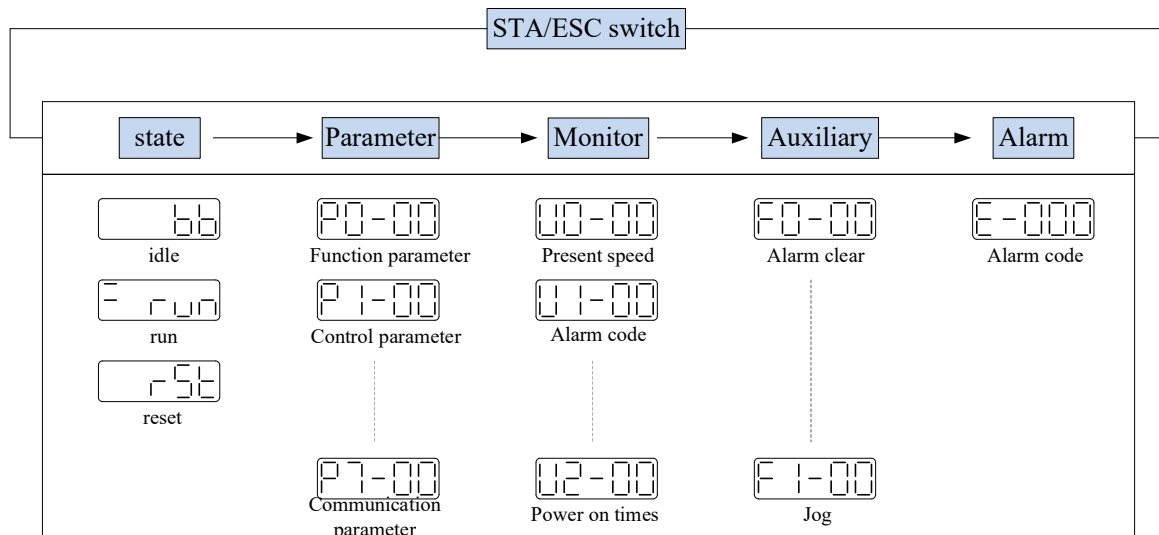 STA/ESC switch
state
Parameter
Monitor
Auxiliary
Alarm
bb
P0-00
U0-00
F0-00
E-000
idle
Function parameter
Present speed
Alarm clear
Alarm code
run
P1-00
U1-00
run
Control parameter
Alarm code
rSt
reset
P7-00
U2-00
F1-00
Communication
parameter
Power on times
Jog